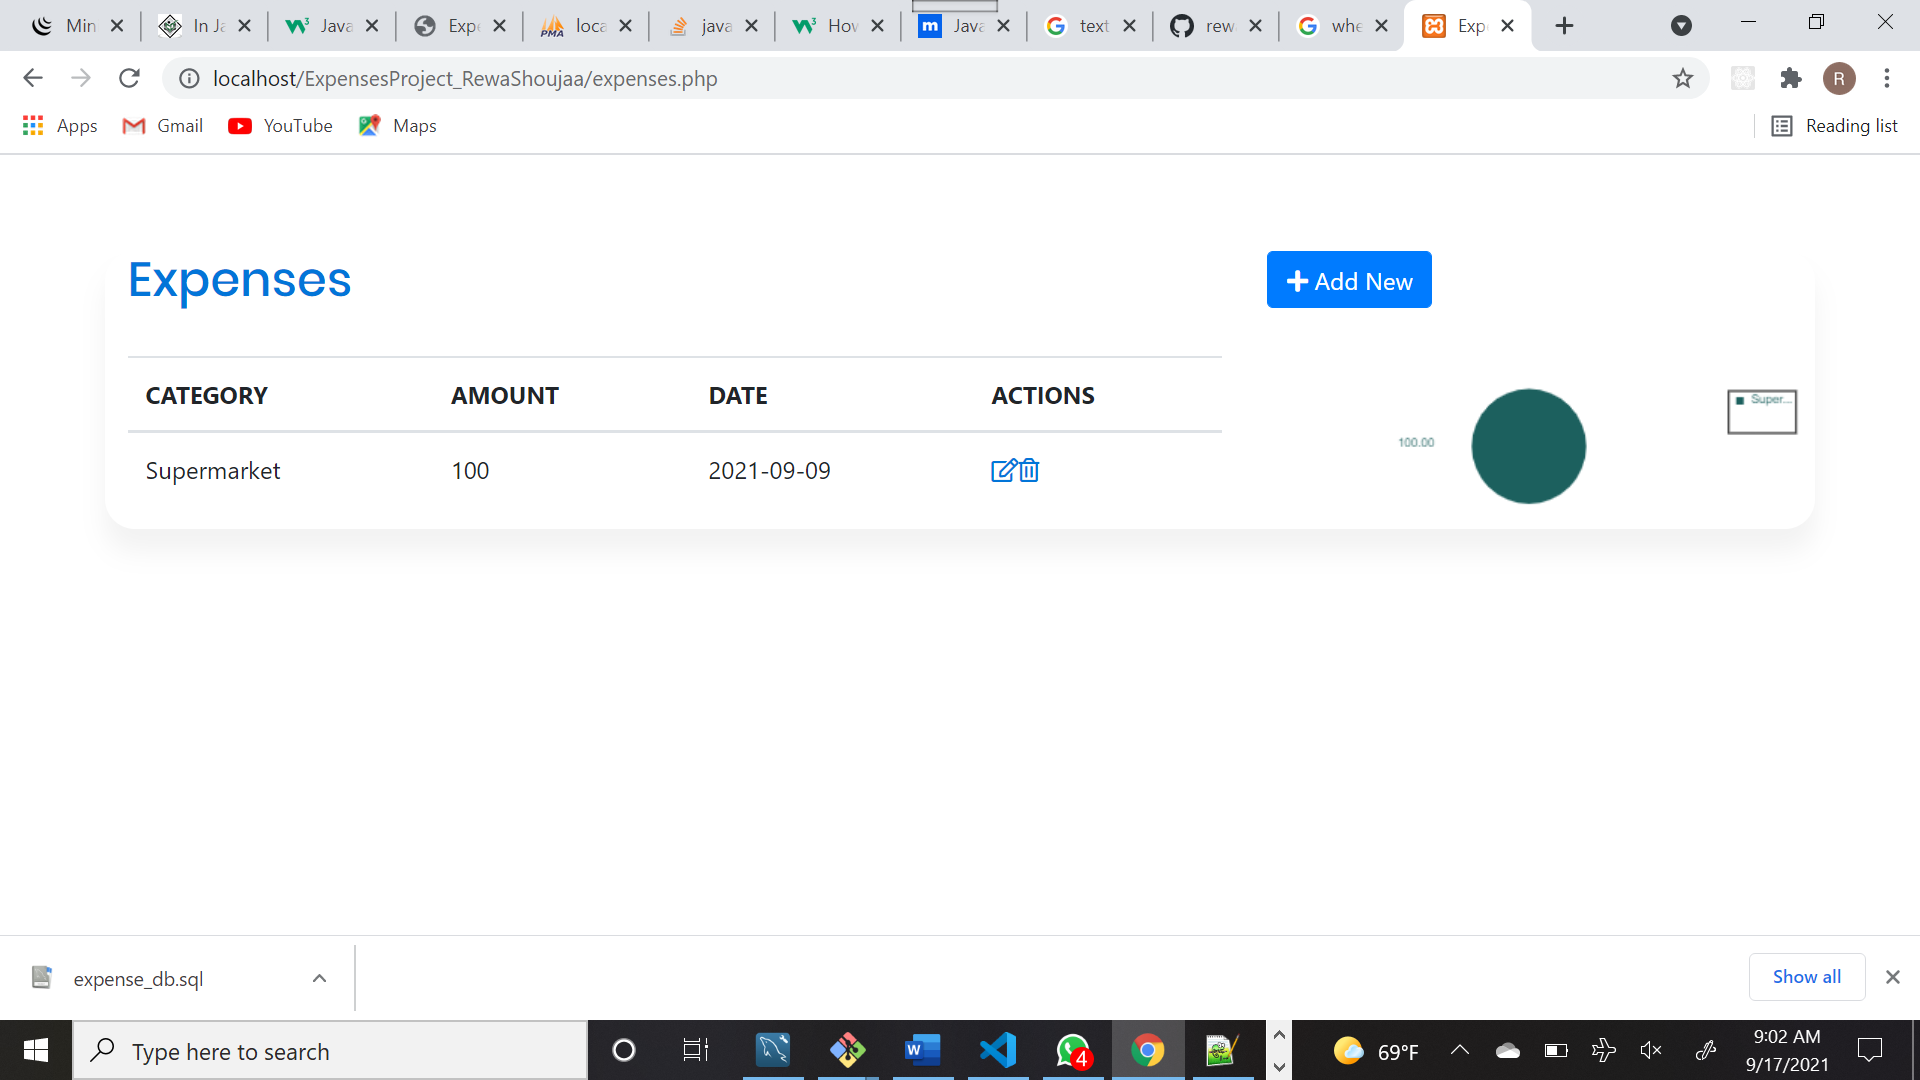 Min In Ja Java Exp loca java How Java text rew whe Exp
localhost/ExpensesProject_RewaShoujaa/expenses.php R
Apps Gmail YouTube Maps Reading list
Expenses + Add New
CATEGORY AMOUNT DATE ACTIONS
Supermarket 100 2021-09-09
100.00
Super...
expense_db.sql Show all
Type here to search
4
69°F
9:02 AM
9/17/2021